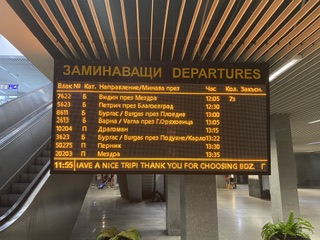 ЗАМИНАВАЩИ DEPARTURES
Влак № Кат. Направление/Минава през Час Кол. Закъсн.
7622 Б Видин през Мездра 12:05 7з
5623 Б Петрич през Благоевград 12:30
8611 Б Бургас / Burgas през Пловдив 13:00
2613 Б Варна / Varna през Г.Оряховица 13:05
10204 П Драгоман 13:12
3623 Б Бургас / Burgas през Подуяне/Карлово 13:22
50275 П Перник 13:30
20203 П Мездра 13:35
11:55 HAVE A NICE TRIP! THANK YOU FOR CHOOSING BDZ.